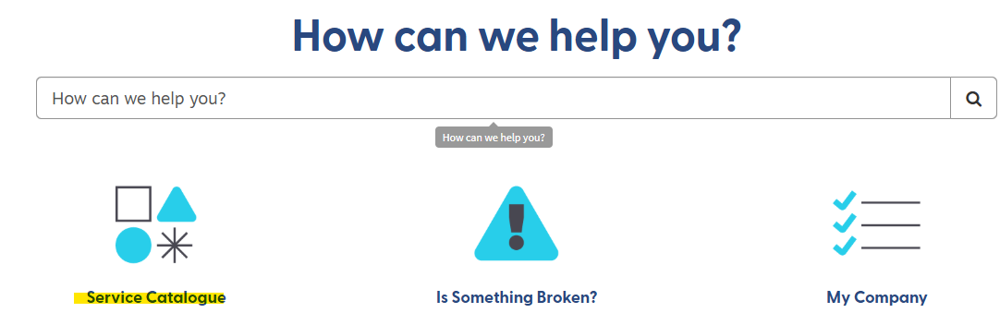 How can we help you?
How can we help you?
How can we help you?
Service Catalogue
Is Something Broken?
My Company